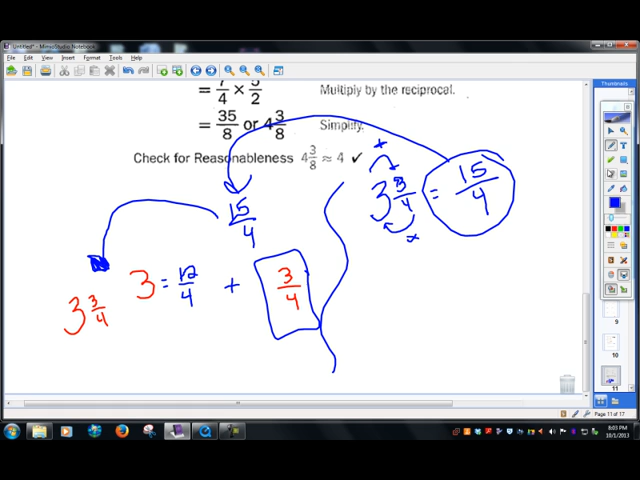 Untitled* - MimioStudio Notebook
File Edit View Insert Format Tools Help
= 7/4 × 5/2 Multiply by the reciprocal.
= 35/8 or 4 3/8 Simplify.
Check for Reasonableness 4 3/8 ≈ 4 ✓
+
3 3/4 = 15/4
×
15/4
3 = 12/4 + 3/4
3 3/4
Thumbnails
9
10
11
Page 11 of 17
8:03 PM
10/1/2013